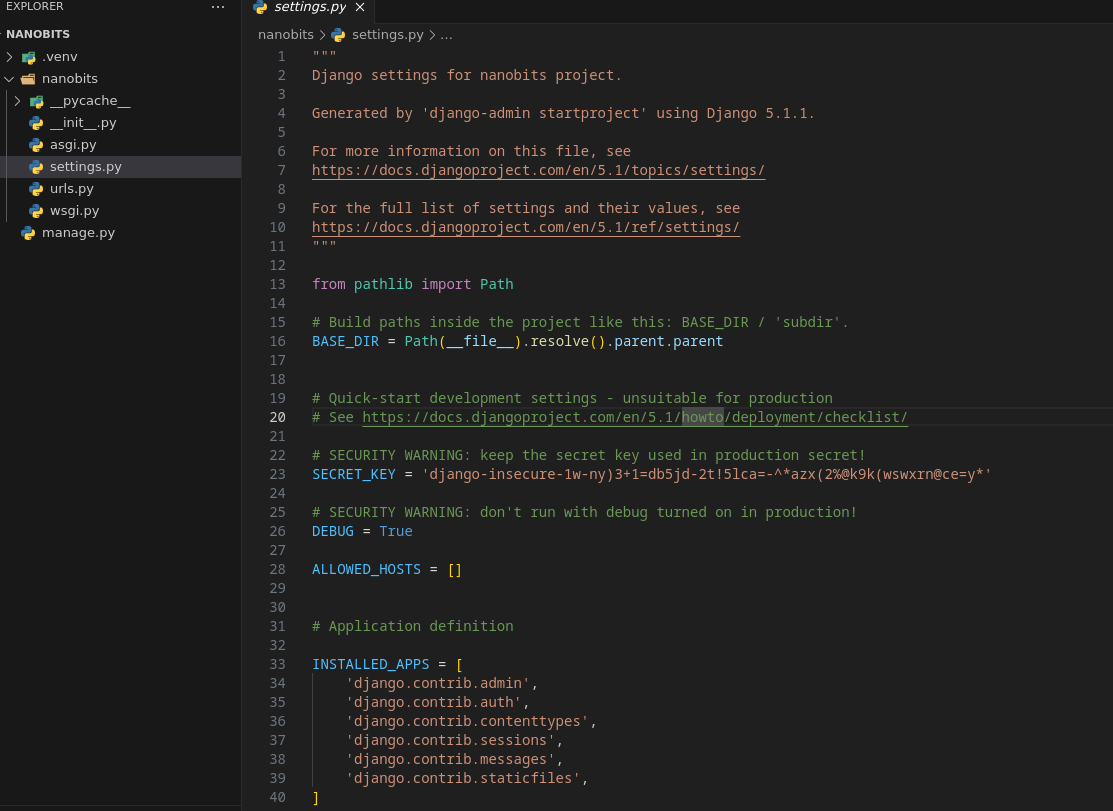 EXPLORER
NANOBITS
.venv
nanobits
__pycache__
__init__.py
asgi.py
settings.py
urls.py
wsgi.py
manage.py
settings.py
nanobits > settings.py > ...
1 """
2 Django settings for nanobits project.
3
4 Generated by 'django-admin startproject' using Django 5.1.1.
5
6 For more information on this file, see
7 https://docs.djangoproject.com/en/5.1/topics/settings/
8
9 For the full list of settings and their values, see
10 https://docs.djangoproject.com/en/5.1/ref/settings/
11 """
12
13 from pathlib import Path
14
15 # Build paths inside the project like this: BASE_DIR / 'subdir'.
16 BASE_DIR = Path(__file__).resolve().parent.parent
17
18
19 # Quick-start development settings - unsuitable for production
20 # See https://docs.djangoproject.com/en/5.1/howto/deployment/checklist/
21
22 # SECURITY WARNING: keep the secret key used in production secret!
23 SECRET_KEY = 'django-insecure-1w-ny)3+1=db5jd-2t!5lca=-^*azx(2%@k9k(wswxrn@ce=y*'
24
25 # SECURITY WARNING: don't run with debug turned on in production!
26 DEBUG = True
27
28 ALLOWED_HOSTS = []
29
30
31 # Application definition
32
33 INSTALLED_APPS = [
34     'django.contrib.admin',
35     'django.contrib.auth',
36     'django.contrib.contenttypes',
37     'django.contrib.sessions',
38     'django.contrib.messages',
39     'django.contrib.staticfiles',
40 ]